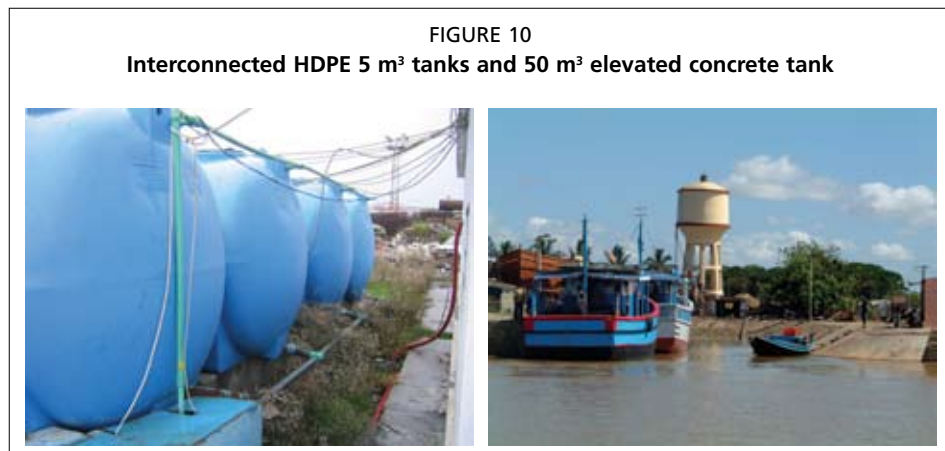 FIGURE 10
Interconnected HDPE 5 m³ tanks and 50 m³ elevated concrete tank